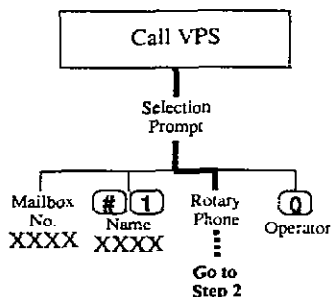 Call VPS
Selection
Prompt
Mailbox
No.
XXXX
# 1
Name
XXXX
Rotary
Phone
Go to
Step 2
0
Operator